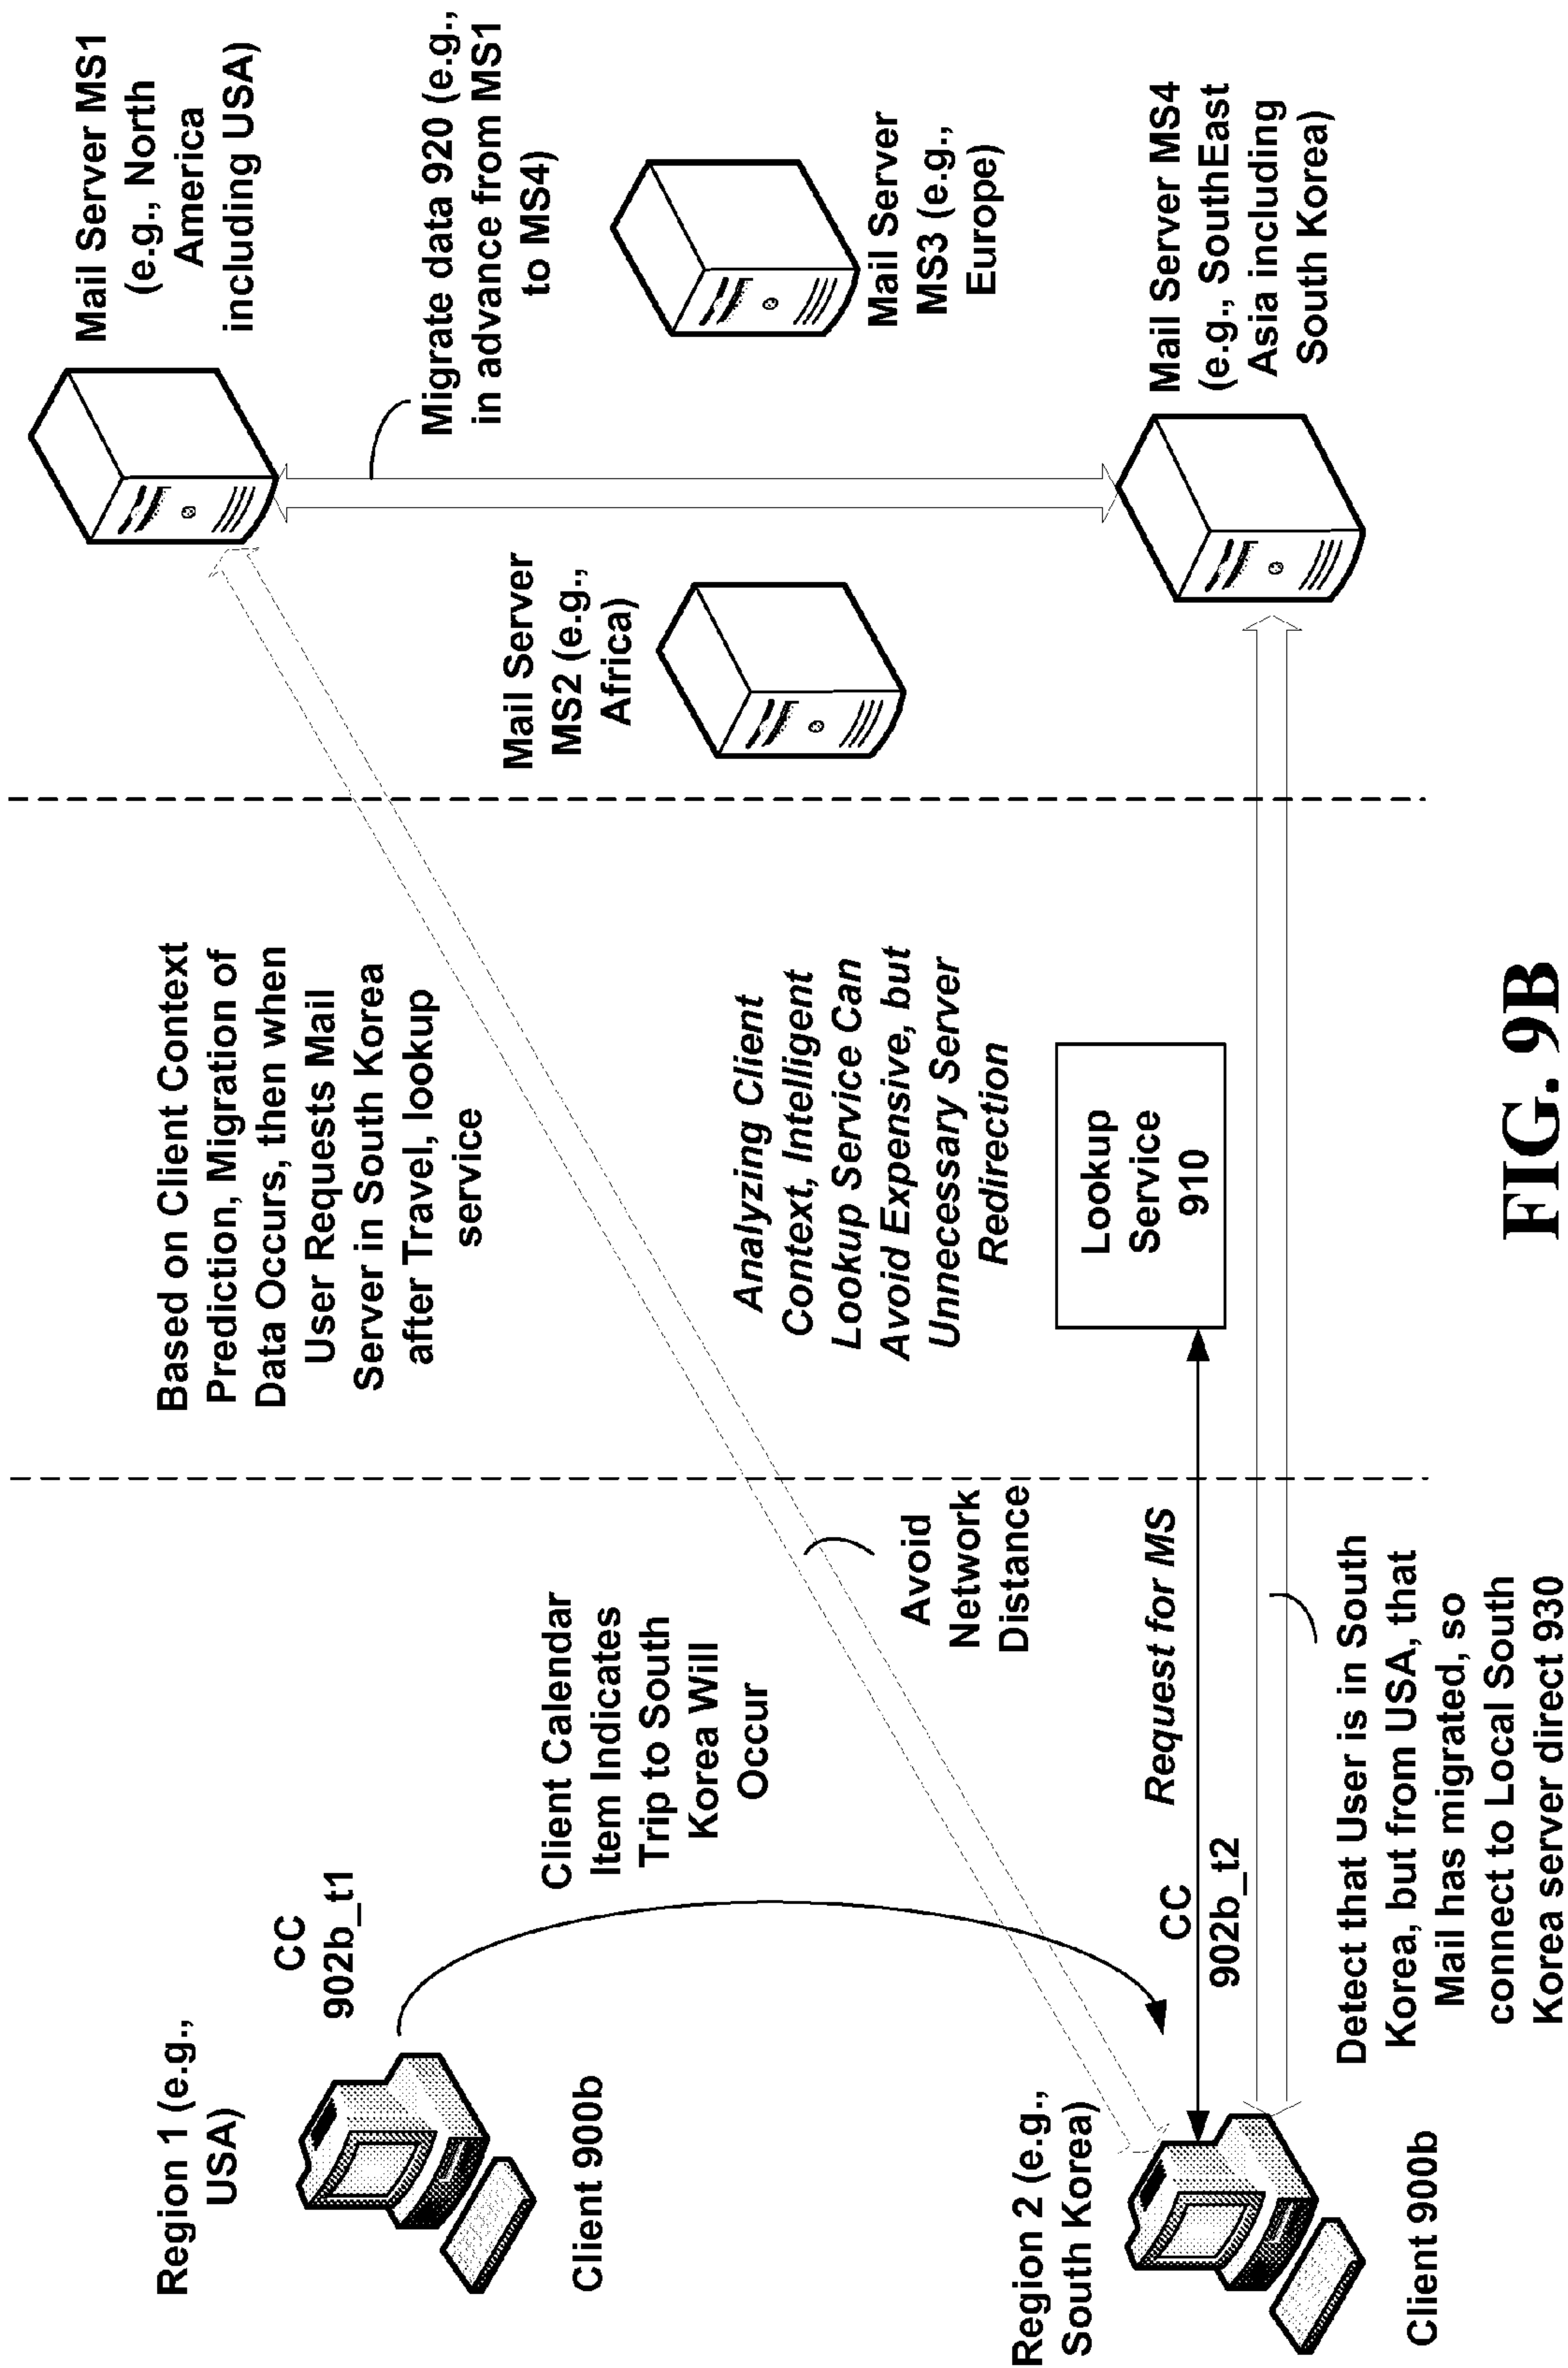 Region 1 (e.g.,
USA)
CC
902b_t1
Client 900b
Client Calendar
Item Indicates
Trip to South
Korea Will
Occur
Based on Client Context
Prediction, Migration of
Data Occurs, then when
User Requests Mail
Server in South Korea
after Travel, lookup
service
Mail Server MS1
(e.g., North
America
including USA)
Migrate data 920 (e.g.,
in advance from MS1
to MS4)
Mail Server
MS2 (e.g.,
Africa)
Mail Server
MS3 (e.g.,
Europe)
Avoid
Network
Distance
Analyzing Client
Context, Intelligent
Lookup Service Can
Avoid Expensive, but
Unnecessary Server
Redirection
Region 2 (e.g.,
South Korea)
Request for MS
CC
902b_t2
Lookup
Service
910
Mail Server MS4
(e.g., SouthEast
Asia including
South Korea)
Client 900b
Detect that User is in South
Korea, but from USA, that
Mail has migrated, so
connect to Local South
Korea server direct 930
FIG. 9B